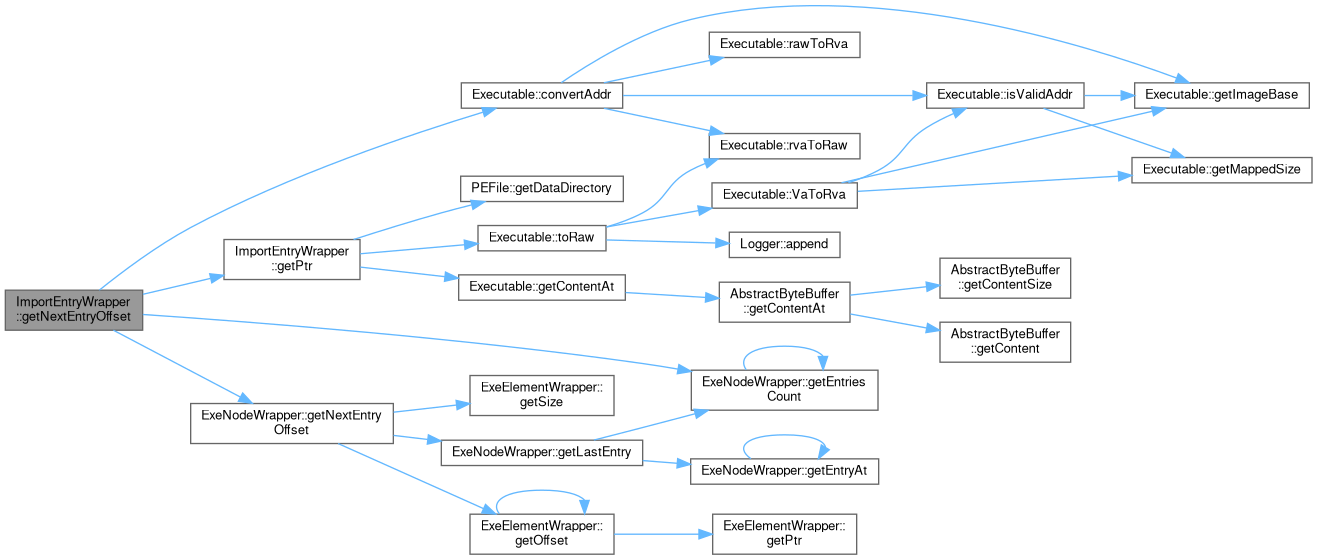 ImportEntryWrapper
::getNextEntryOffset
Executable::convertAddr
Executable::rawToRva
Executable::isValidAddr
Executable::getImageBase
Executable::rvaToRaw
Executable::getMappedSize
PEFile::getDataDirectory
Executable::VaToRva
ImportEntryWrapper
::getPtr
Executable::toRaw
Logger::append
Executable::getContentAt
AbstractByteBuffer
::getContentAt
AbstractByteBuffer
::getContentSize
AbstractByteBuffer
::getContent
ExeNodeWrapper::getEntries
Count
ExeNodeWrapper::getNextEntry
Offset
ExeElementWrapper::
getSize
ExeNodeWrapper::getLastEntry
ExeNodeWrapper::getEntryAt
ExeElementWrapper::
getOffset
ExeElementWrapper::
getPtr